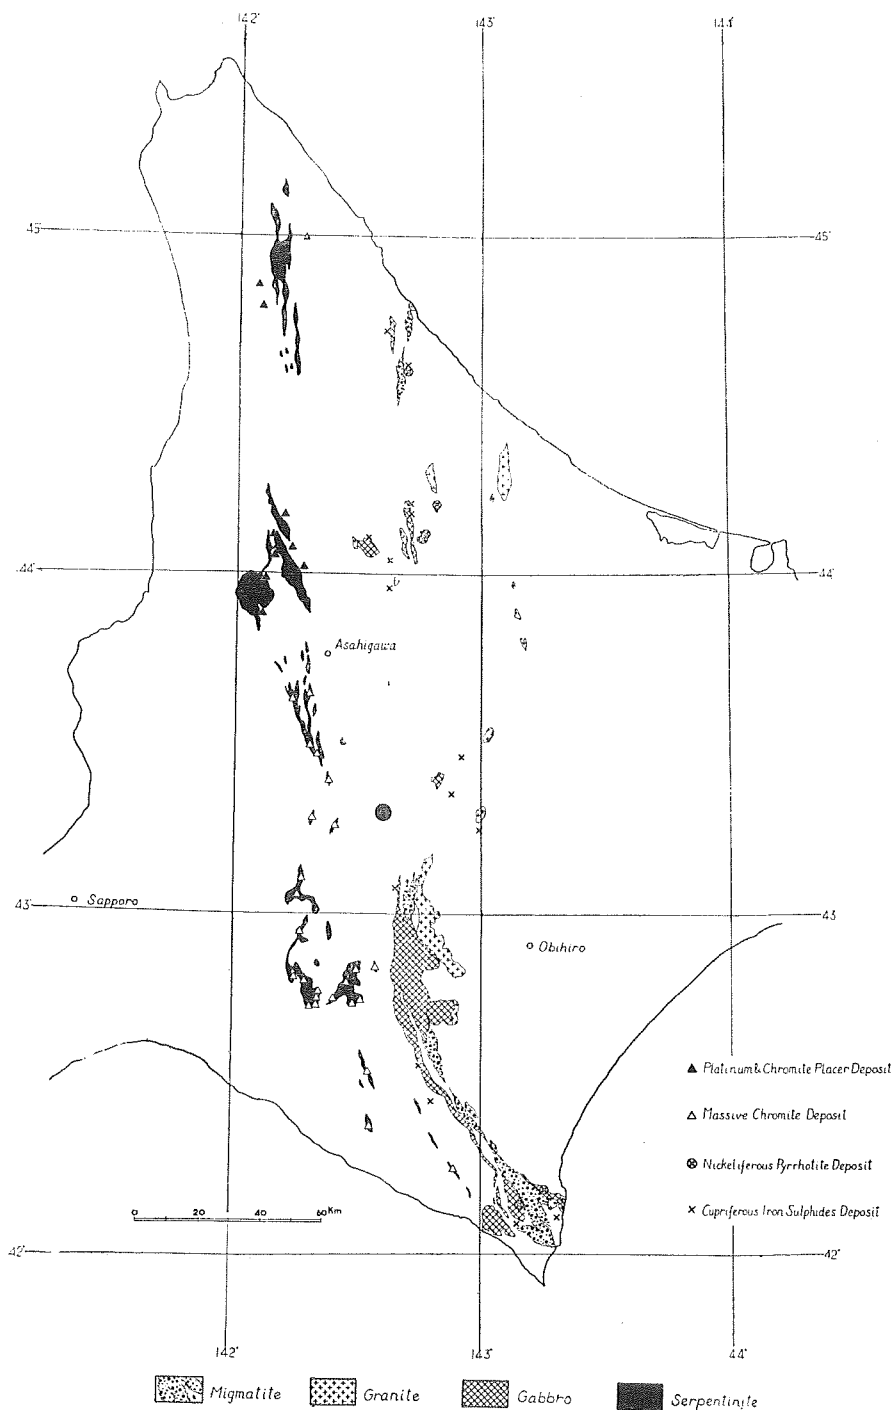 142° 143° 144°
45° 45°
44° 44°
Asahigawa
Sapporo
43° 43
Obihiro
▲ Platinum & Chromite Placer Deposit
△ Massive Chromite Deposit
⊗ Nickeliferous Pyrrhotite Deposit
× Cupriferous Iron Sulphides Deposit
0 20 40 60 Km
42° 42°
142° 143° 144°
Migmatite Granite Gabbro Serpentinite